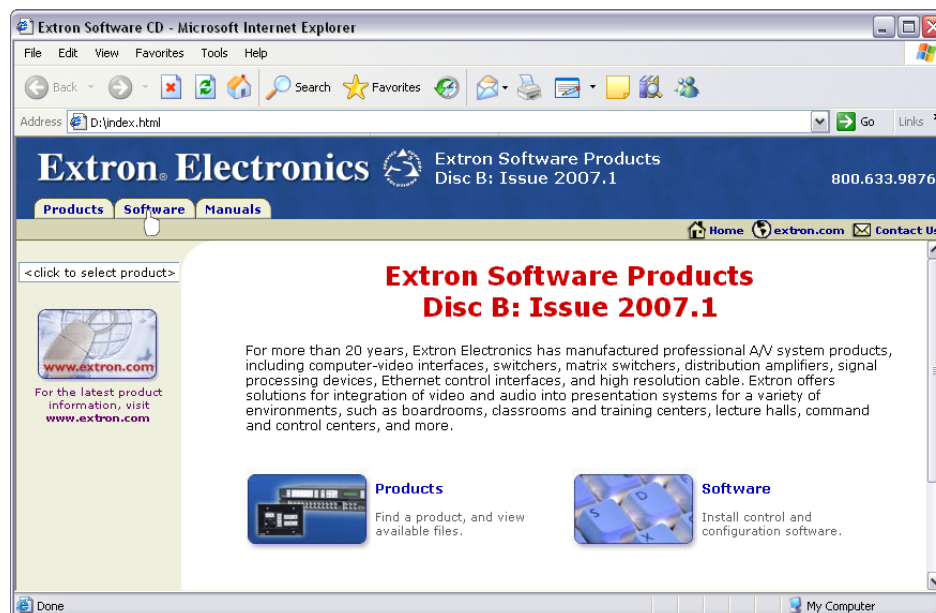 Extron Software CD - Microsoft Internet Explorer
File Edit View Favorites Tools Help
Back Search Favorites
Address D:\index.html Go Links
Extron® Electronics
Extron Software Products
Disc B: Issue 2007.1
800.633.9876
Products Software Manuals
Home extron.com Contact Us
<click to select product>
www.extron.com
For the latest product
information, visit
www.extron.com
Extron Software Products
Disc B: Issue 2007.1
For more than 20 years, Extron Electronics has manufactured professional A/V system products,
including computer-video interfaces, switchers, matrix switchers, distribution amplifiers, signal
processing devices, Ethernet control interfaces, and high resolution cable. Extron offers
solutions for integration of video and audio into presentation systems for a variety of
environments, such as boardrooms, classrooms and training centers, lecture halls, command
and control centers, and more.
Products
Find a product, and view
available files.
Software
Install control and
configuration software.
S D
X
Done My Computer